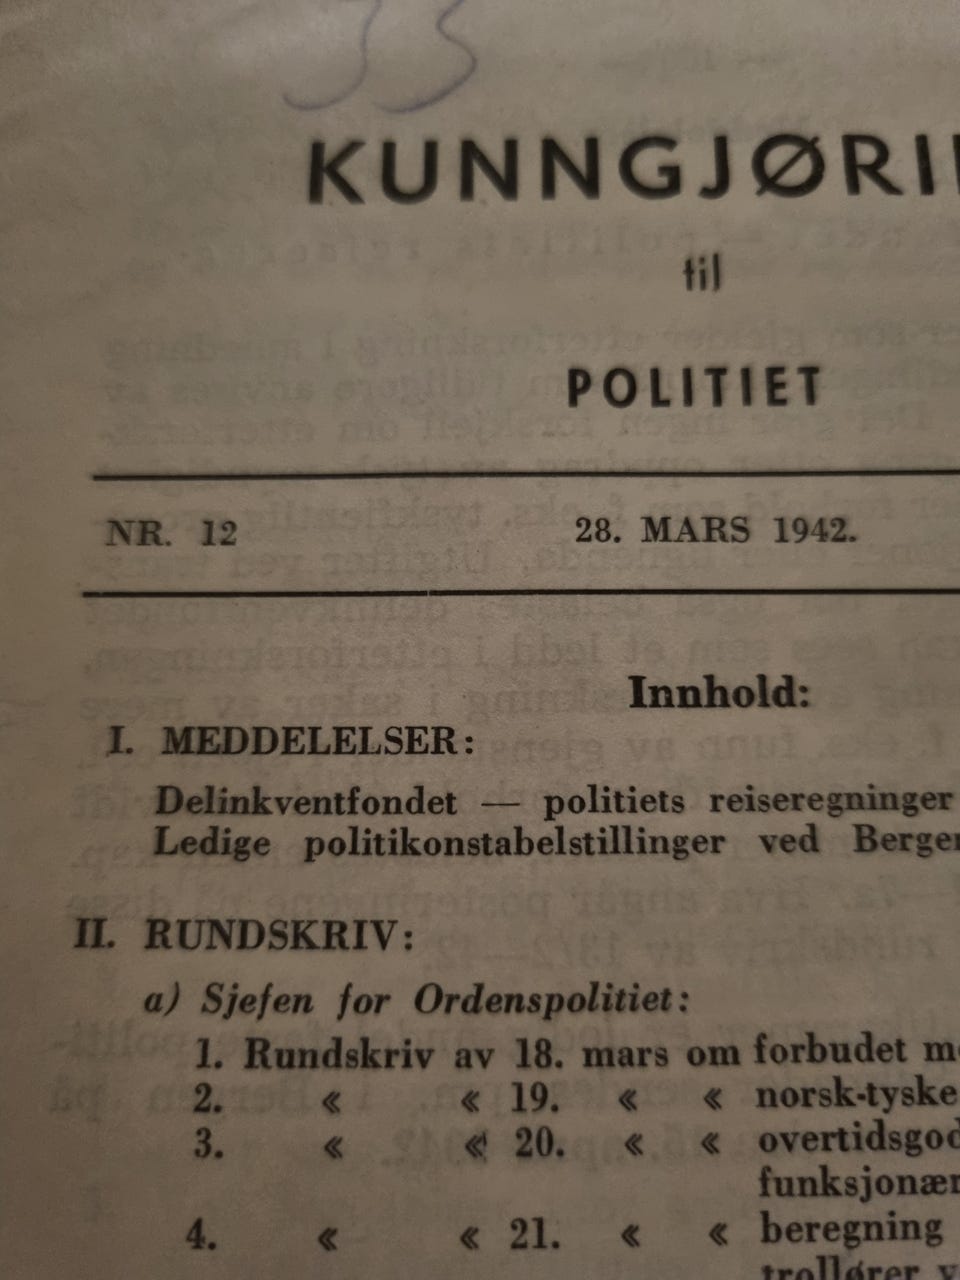 33
KUNNGJØRI
til
POLITIET
NR. 12 28. MARS 1942.
Innhold:
I. MEDDELELSER:
Delinkventfondet — politiets reiseregninger
Ledige politikonstabelstillinger ved Bergen
II. RUNDSKRIV:
a) Sjefen for Ordenspolitiet:
1. Rundskriv av 18. mars om forbudet m
2. « « 19. « « norsk-tyske
3. « « 20. « « overtidsgod
funksjonær
4. « « 21. « « beregning
trollører v